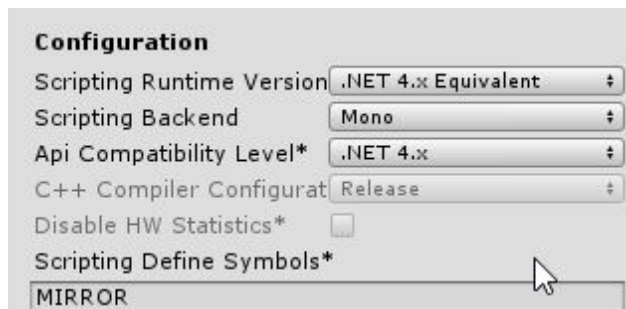 Configuration
Scripting Runtime Version .NET 4.x Equivalent
Scripting Backend Mono
Api Compatibility Level* .NET 4.x
C++ Compiler Configurat Release
Disable HW Statistics*
Scripting Define Symbols*
MIRROR